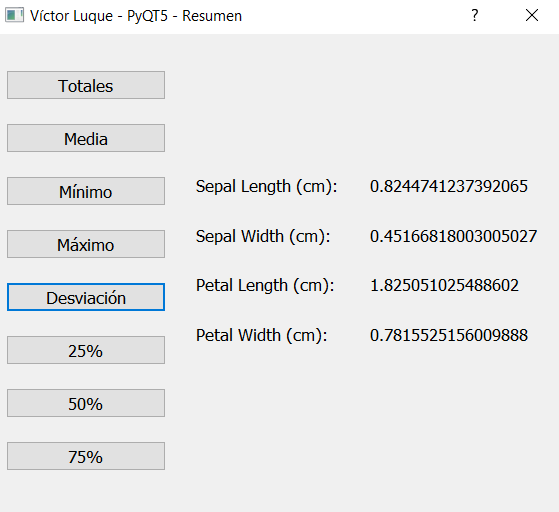 Víctor Luque - PyQT5 - Resumen
?
Totales
Media
Mínimo
Máximo
Desviación
25%
50%
75%
Sepal Length (cm): 0.8244741237392065
Sepal Width (cm): 0.45166818003005027
Petal Length (cm): 1.825051025488602
Petal Width (cm): 0.7815525156009888